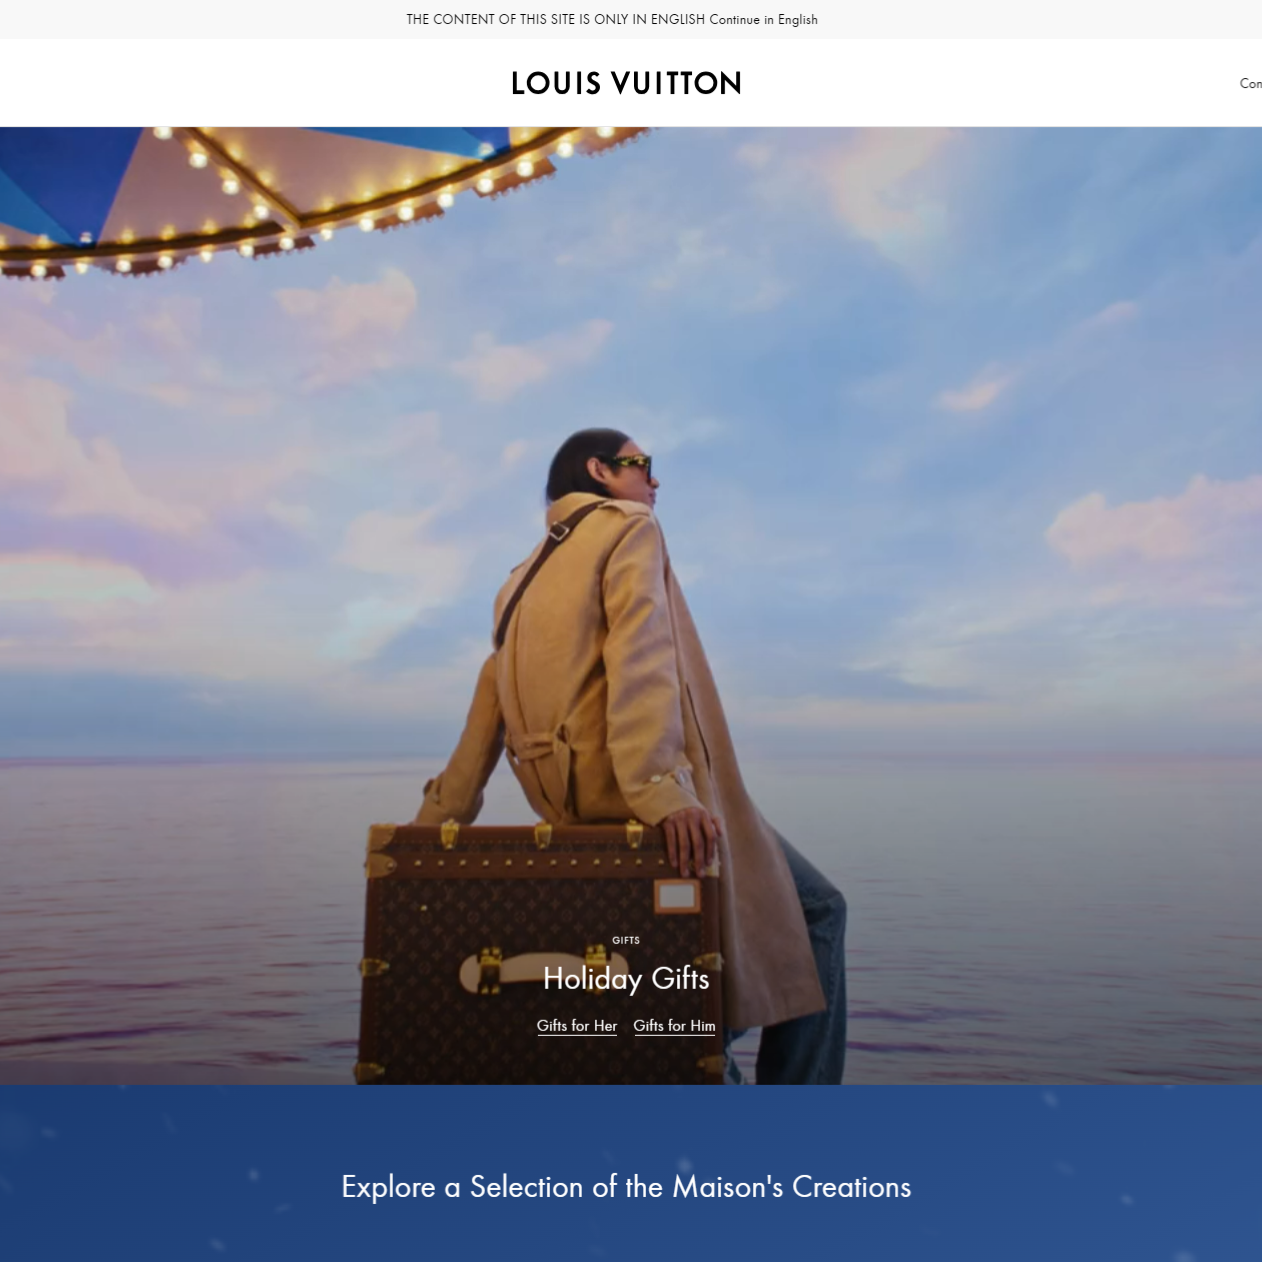 THE CONTENT OF THIS SITE IS ONLY IN ENGLISH Continue in English
LOUIS VUITTON
GIFTS
Holiday Gifts
Gifts for Her Gifts for Him
Explore a Selection of the Maison's Creations